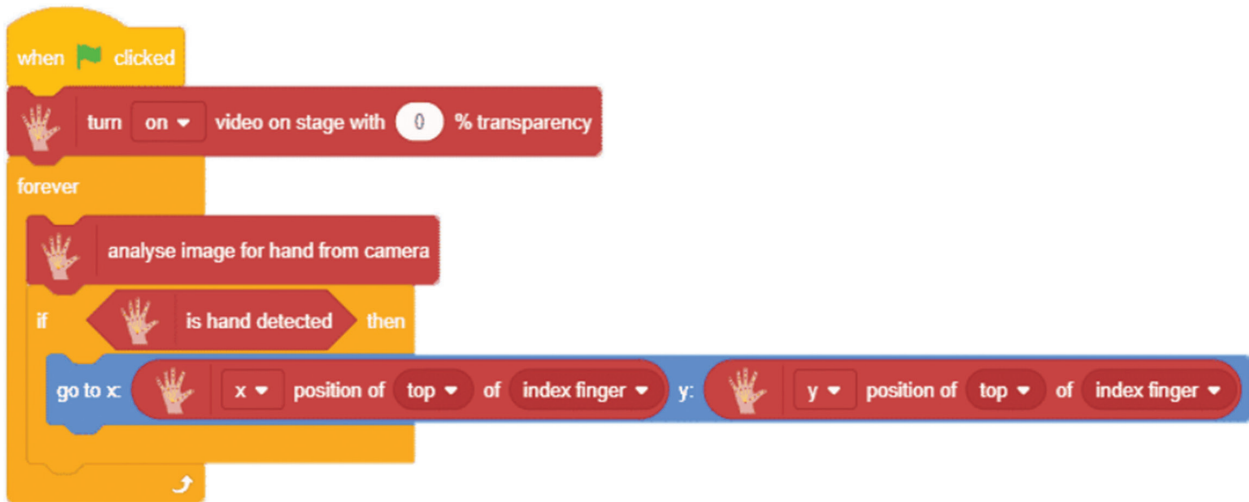 when clicked
turn on video on stage with 0 % transparency
forever
analyse image for hand from camera
if is hand detected then
go to x: x position of top of index finger y: y position of top of index finger